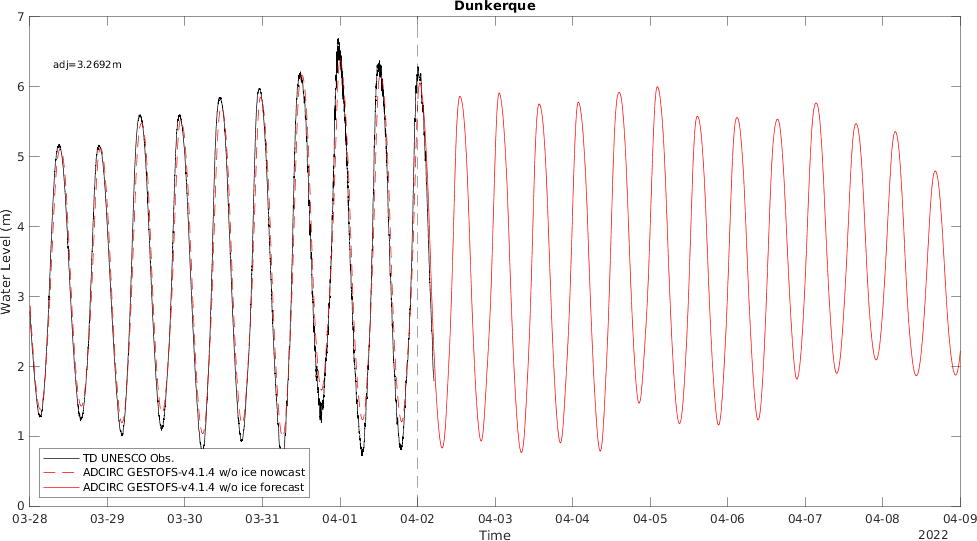 Dunkerque
7
6
5
4
3
2
1
0
Water Level (m)
adj=3.2692m
TD UNESCO Obs.
ADCIRC GESTOFS-v4.1.4 w/o ice nowcast
ADCIRC GESTOFS-v4.1.4 w/o ice forecast
03-28 03-29 03-30 03-31 04-01 04-02 04-03 04-04 04-05 04-06 04-07 04-08 04-09
Time
2022